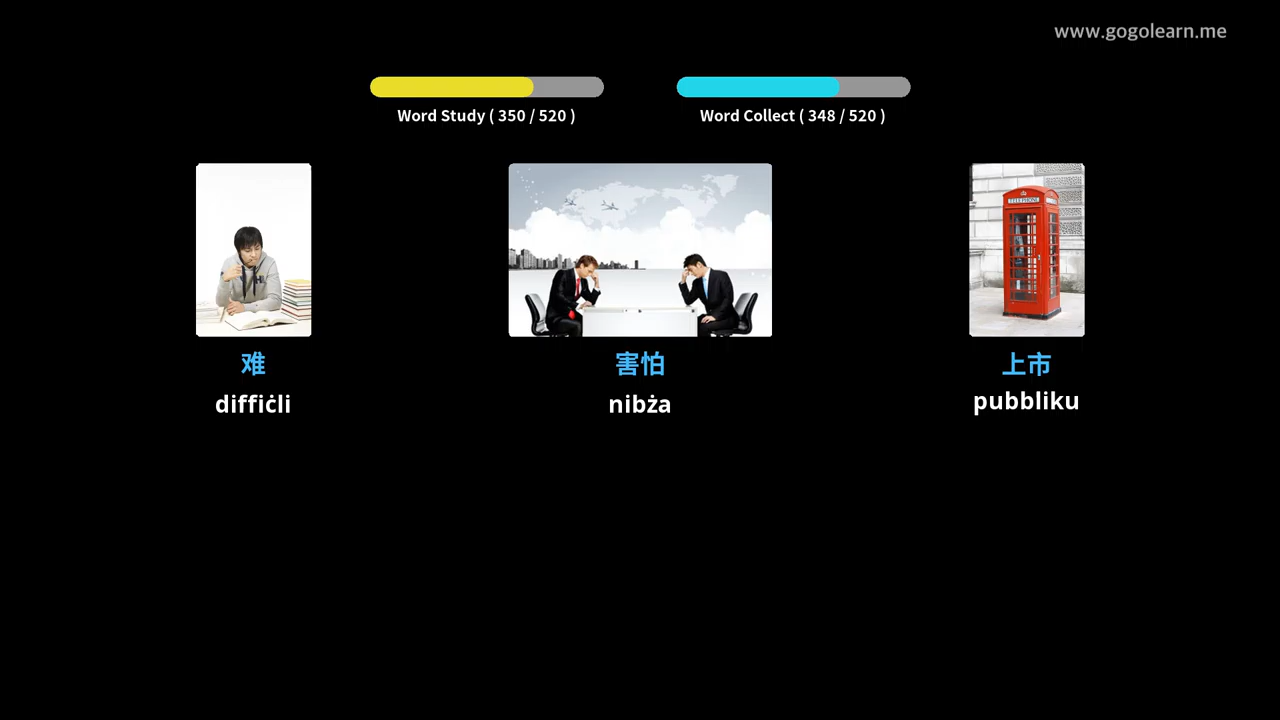 www.gogolearn.me
Word Study ( 350 / 520 )
Word Collect ( 348 / 520 )
TELEPHONE
难
害怕
上市
diffiċli
nibża
pubbliku